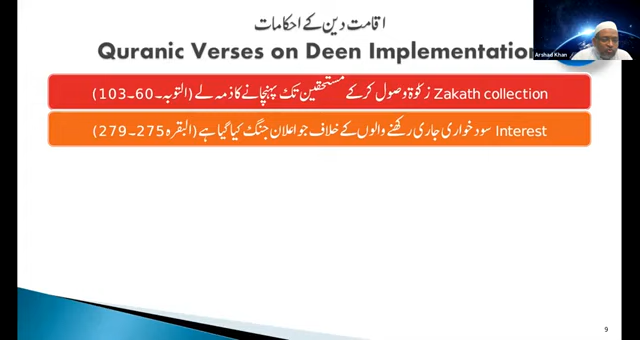 اقامت دین کے احکامات
Quranic Verses on Deen Implementation
Arshad Khan
Zakath collection زکوٰۃ وصول کرکے مستحقین تک پہنچانے کا ذمہ لے (التوبہ۔60۔103)
Interest سود خواری جاری رکھنے والوں کے خلاف جو اعلان جنگ کیا گیا ہے (البقرہ 275۔279)
9